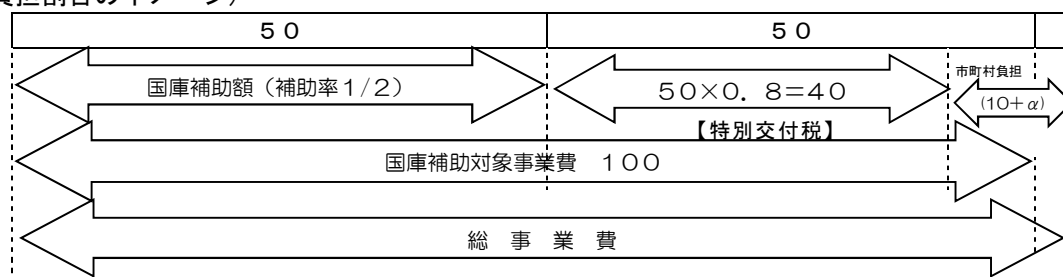 負担割合のイメージ）
５０ ５０
市町村負担
国庫補助額（補助率１/２） ５０×０．８＝４０ （１０＋α）
【特別交付税】
国庫補助対象事業費 １００
総 事 業 費